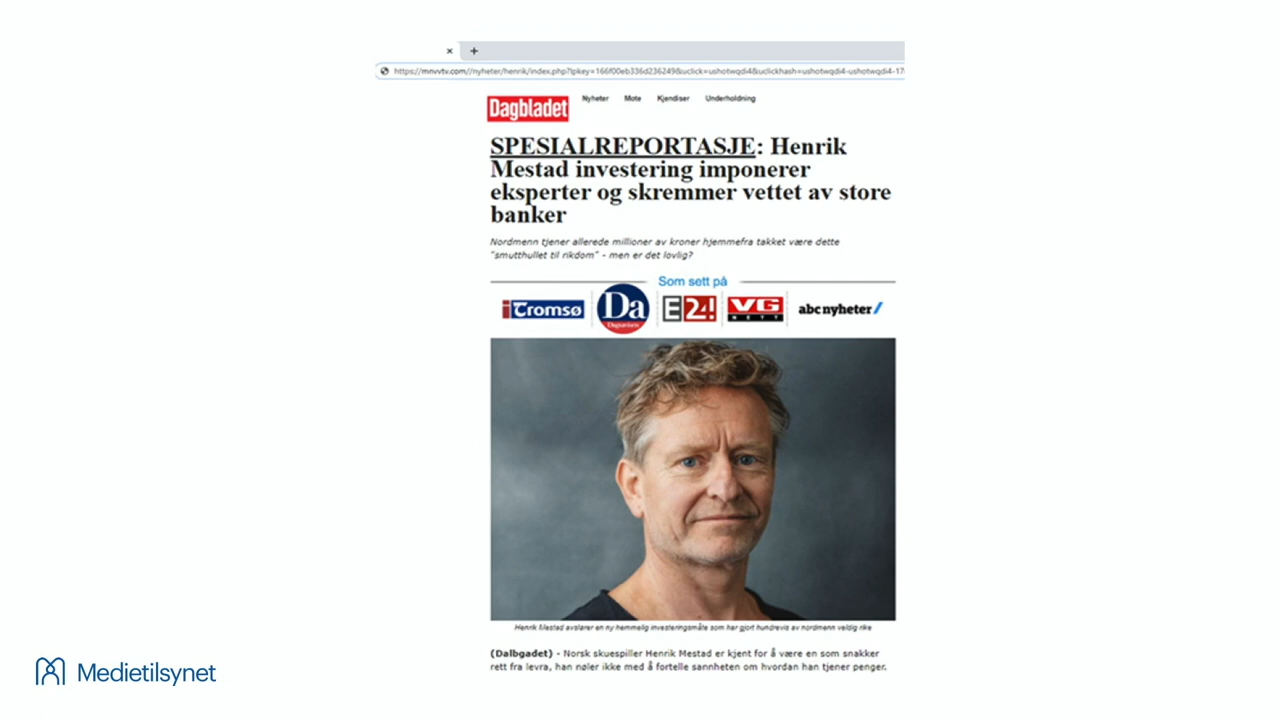 https://mnvvtv.com//nyheter/henrik/index.php?lpkey=166f00eb336d236249&uclick=ushotwqdi4&uclickhash=ushotwqdi4-ushotwqdi4-17
Dagbladet Nyheter Mote Kjendiser Underholdning
SPESIALREPORTASJE: Henrik
Mestad investering imponerer
eksperter og skremmer vettet av store
banker
Nordmenn tjener allerede millioner av kroner hjemmefra takket være dette
"smutthullet til rikdom" - men er det lovlig?
Som sett på
iTromsø Da Dagsavisen E24! VG NETT abc nyheter
Henrik Mestad avslører en ny hemmelig investeringsmåte som har gjort hundrevis av nordmenn veldig rike
(Dalbgadet) - Norsk skuespiller Henrik Mestad er kjent for å være en som snakker
rett fra levra, han nøler ikke med å fortelle sannheten om hvordan han tjener penger.
Medietilsynet